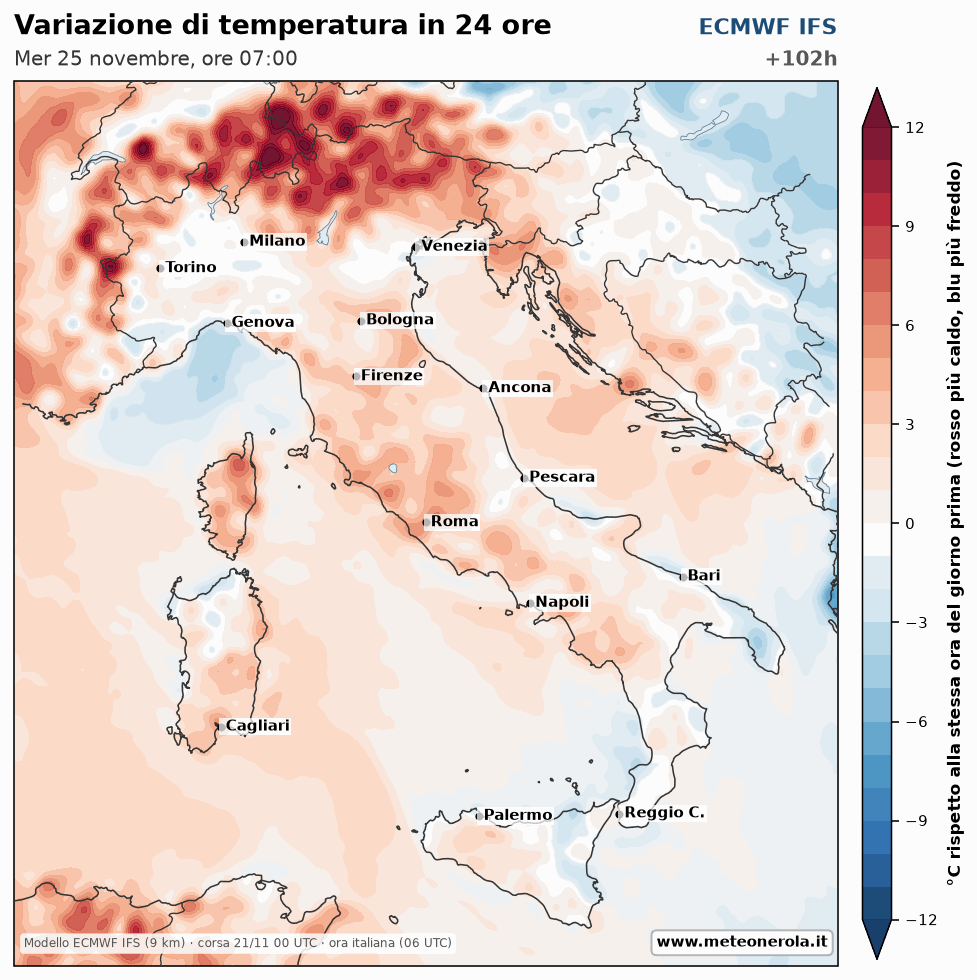 Variazione di temperatura in 24 ore
ECMWF IFS
Mer 25 novembre, ore 07:00
+102h
Milano
Venezia
Torino
Genova
Bologna
Firenze
Ancona
Pescara
Roma
Bari
Napoli
Cagliari
Palermo
Reggio C.
Modello ECMWF IFS (9 km) · corsa 21/11 00 UTC · ora italiana (06 UTC)
www.meteonerola.it
12
9
6
3
0
−3
−6
−9
−12
°C rispetto alla stessa ora del giorno prima (rosso più caldo, blu più freddo)